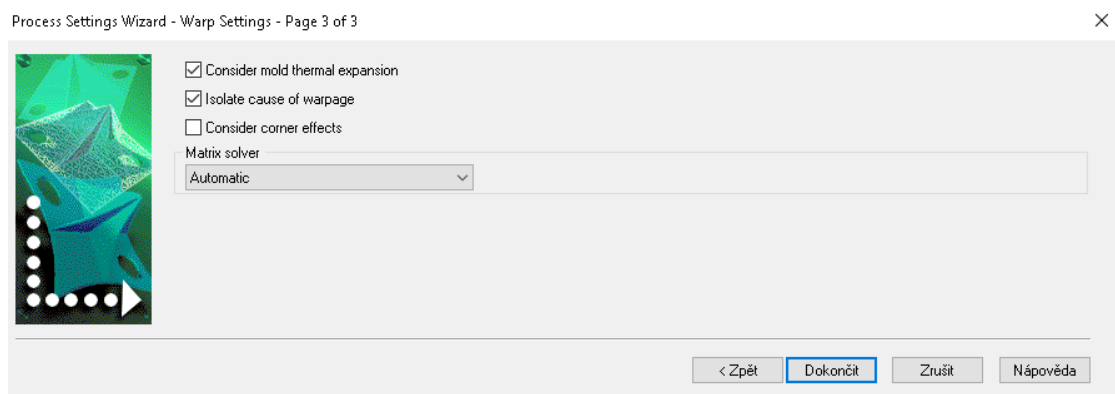 Process Settings Wizard - Warp Settings - Page 3 of 3
Consider mold thermal expansion
Isolate cause of warpage
Consider corner effects
Matrix solver
Automatic
< Zpět Dokončit Zrušit Nápověda